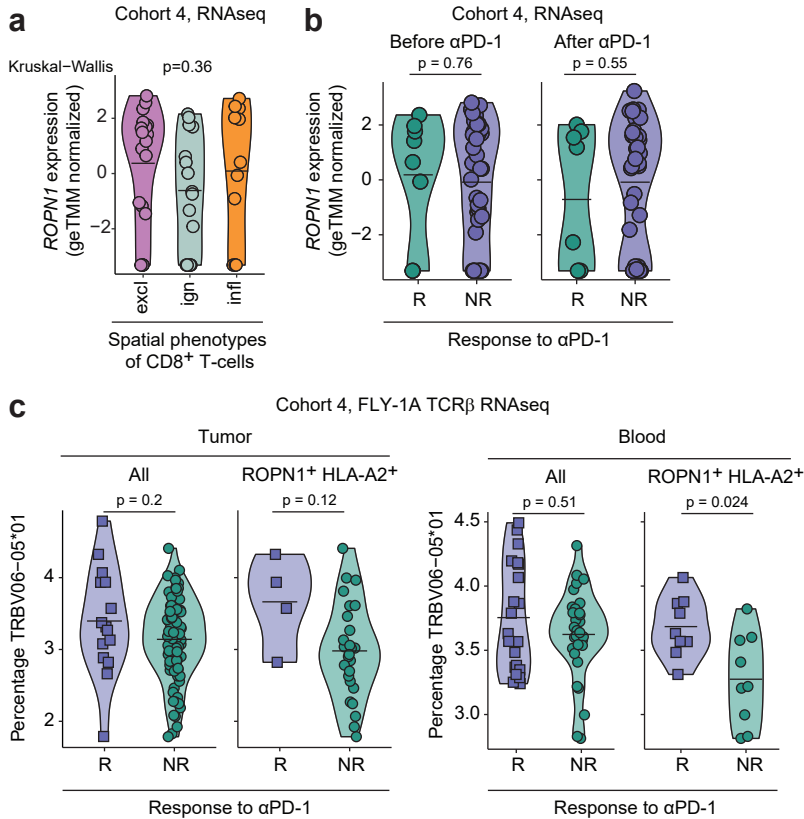 a
Cohort 4, RNAseq
Kruskal−Wallis p=0.36
ROPN1 expression
(geTMM normalized)
2
0
−2
excl ign infl
Spatial phenotypes
of CD8+ T-cells
b
Cohort 4, RNAseq
Before αPD-1 After αPD-1
p = 0.76 p = 0.55
ROPN1 expression
(geTMM normalized)
2
0
−2
R NR R NR
Response to αPD-1
c
Cohort 4, FLY-1A TCRβ RNAseq
Tumor
All ROPN1+ HLA-A2+
p = 0.2 p = 0.12
Percentage TRBV06−05*01
4
3
2
R NR R NR
Response to αPD-1
Blood
All ROPN1+ HLA-A2+
p = 0.51 p = 0.024
Percentage TRBV06−05*01
4.5
4.0
3.5
3.0
R NR R NR
Response to αPD-1